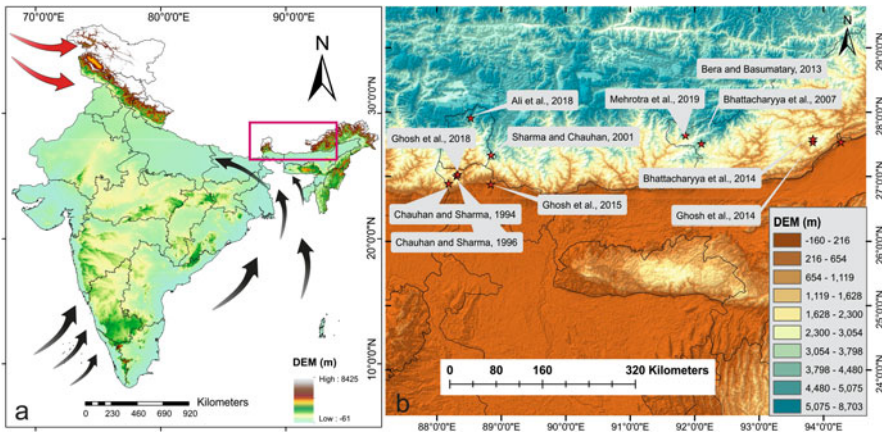 70°0'0"E
80°0'0"E
90°0'0"E
N
30°0'0"N
20°0'0"N
10°0'0"N
DEM (m)
High : 8425
Low : -61
Kilometers
0 230 460 690 920
a
N
Bera and Basumatary, 2013
Ali et al., 2018
Mehrotra et al., 2019
Bhattacharyya et al., 2007
Ghosh et al., 2018
Sharma and Chauhan, 2001
Bhattacharyya et al., 2014
Chauhan and Sharma, 1994
Ghosh et al., 2015
Ghosh et al., 2014
Chauhan and Sharma, 1996
29°0'0"N
28°0'0"N
27°0'0"N
26°0'0"N
25°0'0"N
24°0'0"N
DEM (m)
-160 - 216
216 - 654
654 - 1,119
1,119 - 1,628
1,628 - 2,300
2,300 - 3,054
3,054 - 3,798
3,798 - 4,480
4,480 - 5,075
5,075 - 8,703
0 80 160 320 Kilometers
b
88°0'0"E 89°0'0"E 90°0'0"E 91°0'0"E 92°0'0"E 93°0'0"E 94°0'0"E